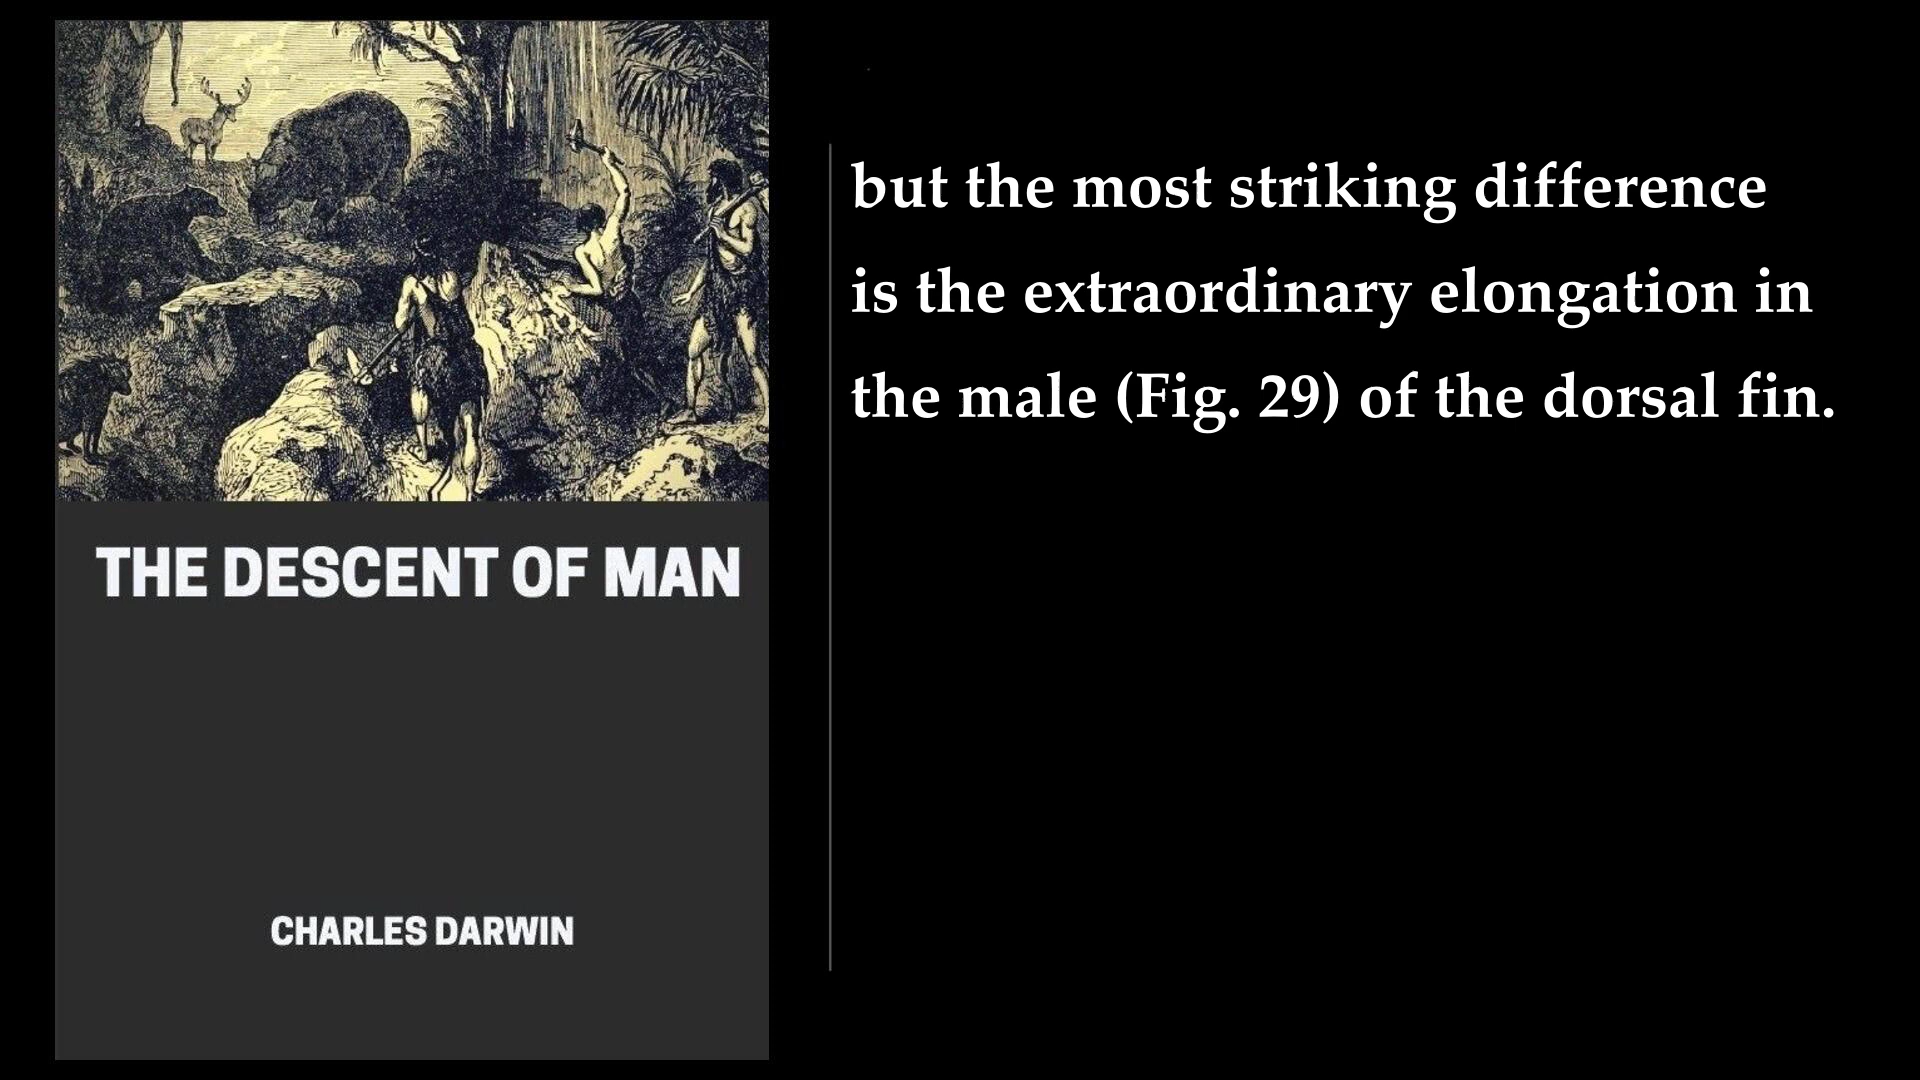 THE DESCENT OF MAN
CHARLES DARWIN
but the most striking difference
is the extraordinary elongation in
the male (Fig. 29) of the dorsal fin.